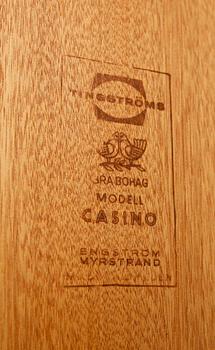 TINGSTRÖMS
BRA BOHAG
MODELL
CASINO
ENGSTRÖM
MYRSTRAND